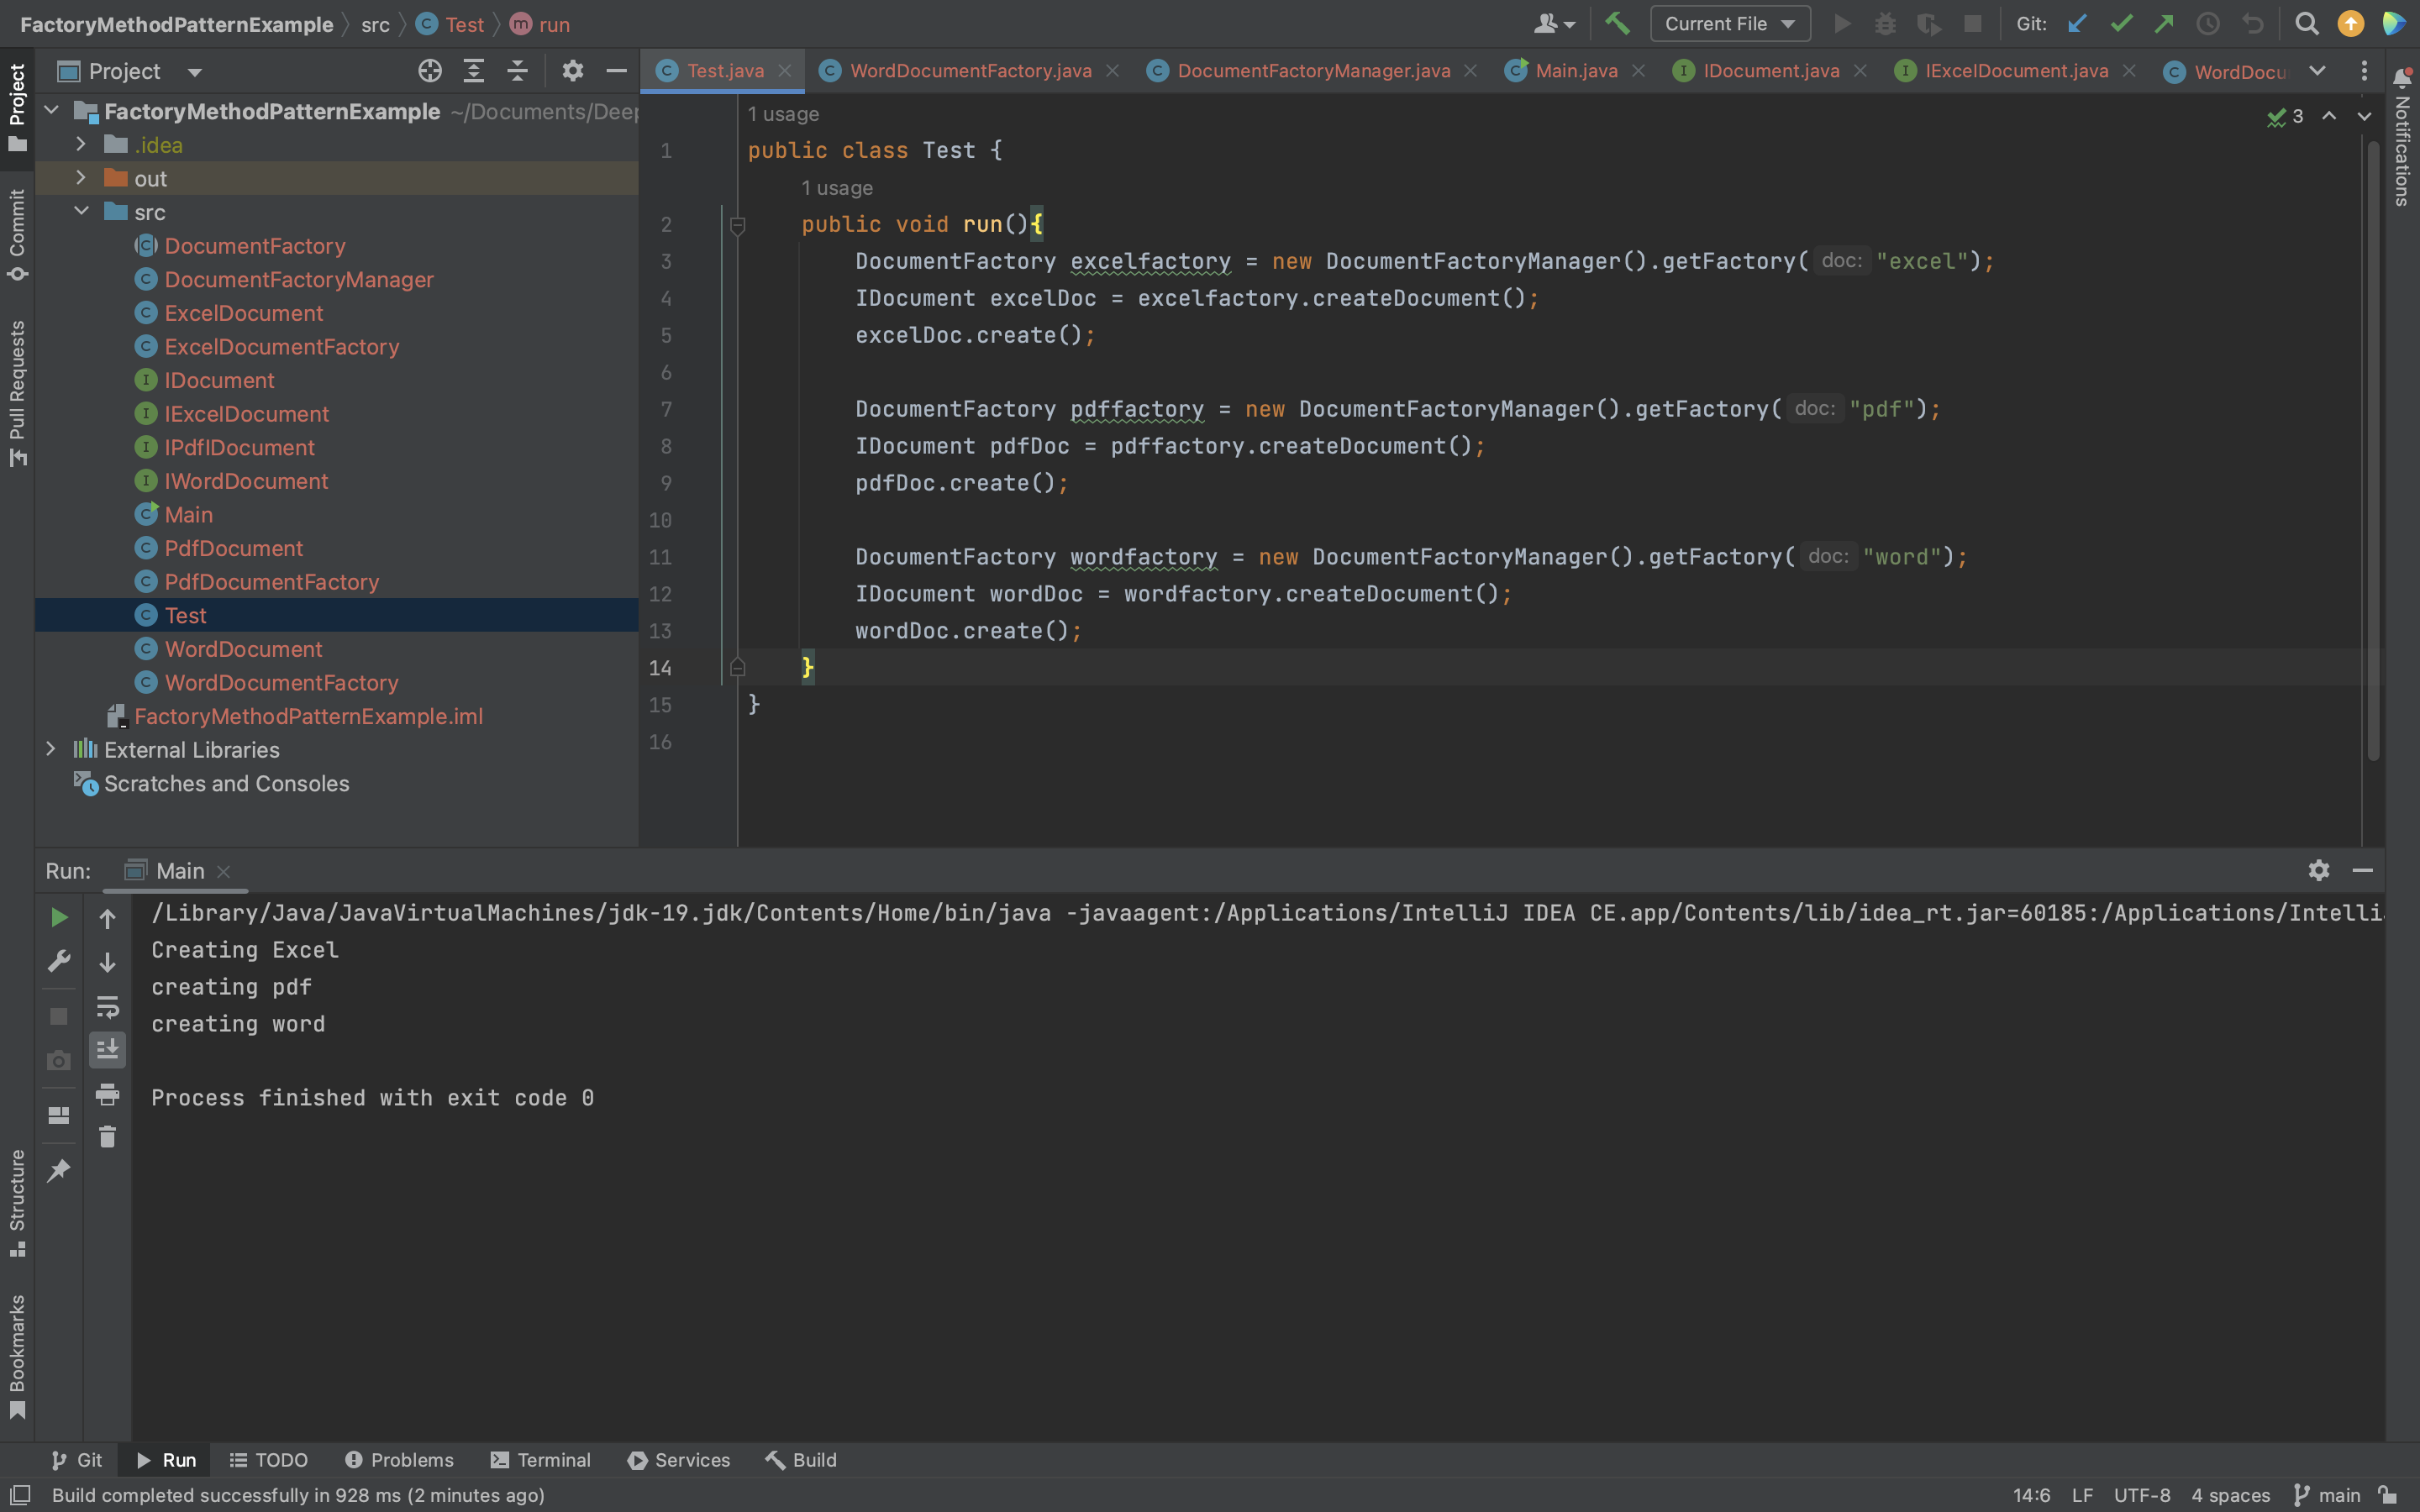 FactoryMethodPatternExample src Test run
Current File Git:
Project
Test.java WordDocumentFactory.java DocumentFactoryManager.java Main.java IDocument.java IExcelDocument.java WordDocu
Project
Commit
Pull Requests
Structure
Bookmarks
Notifications
FactoryMethodPatternExample ~/Documents/Deep
.idea
out
src
DocumentFactory
DocumentFactoryManager
ExcelDocument
ExcelDocumentFactory
IDocument
IExcelDocument
IPdfIDocument
IWordDocument
Main
PdfDocument
PdfDocumentFactory
Test
WordDocument
WordDocumentFactory
FactoryMethodPatternExample.iml
External Libraries
Scratches and Consoles
1 usage
3
1 public class Test {
1 usage
2 public void run(){
3 DocumentFactory excelfactory = new DocumentFactoryManager().getFactory( doc: "excel");
4 IDocument excelDoc = excelfactory.createDocument();
5 excelDoc.create();
6
7 DocumentFactory pdffactory = new DocumentFactoryManager().getFactory( doc: "pdf");
8 IDocument pdfDoc = pdffactory.createDocument();
9 pdfDoc.create();
10
11 DocumentFactory wordfactory = new DocumentFactoryManager().getFactory( doc: "word");
12 IDocument wordDoc = wordfactory.createDocument();
13 wordDoc.create();
14 }
15 }
16
Run: Main
/Library/Java/JavaVirtualMachines/jdk-19.jdk/Contents/Home/bin/java -javaagent:/Applications/IntelliJ IDEA CE.app/Contents/lib/idea_rt.jar=60185:/Applications/Intelli
Creating Excel
creating pdf
creating word
Process finished with exit code 0
Git Run TODO Problems Terminal Services Build
Build completed successfully in 928 ms (2 minutes ago) 14:6 LF UTF-8 4 spaces main